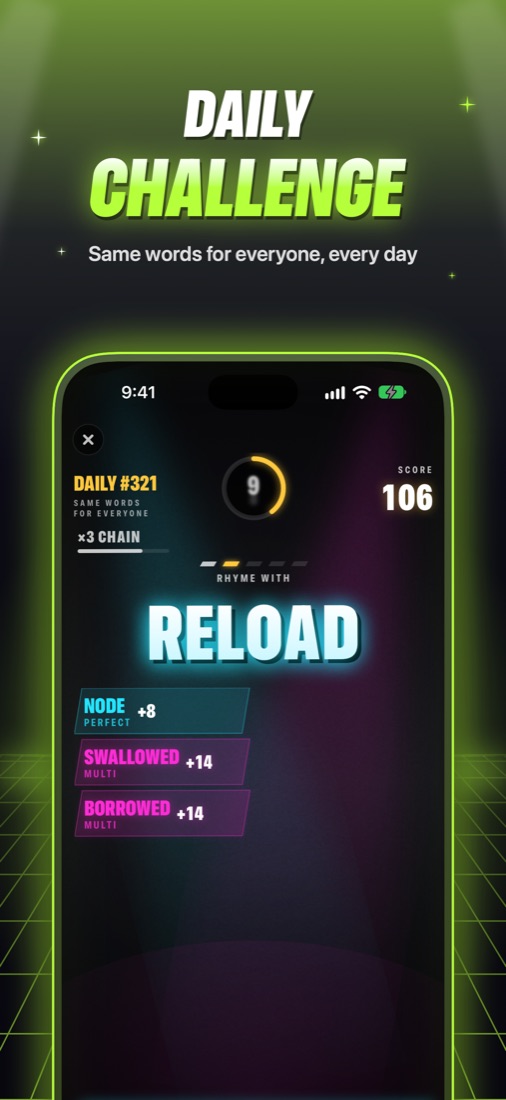 DAILY
CHALLENGE
Same words for everyone, every day
9:41
DAILY #321
SAME WORDS
FOR EVERYONE
9
SCORE
106
×3 CHAIN
RHYME WITH
RELOAD
NODE +8
PERFECT
SWALLOWED +14
MULTI
BORROWED +14
MULTI